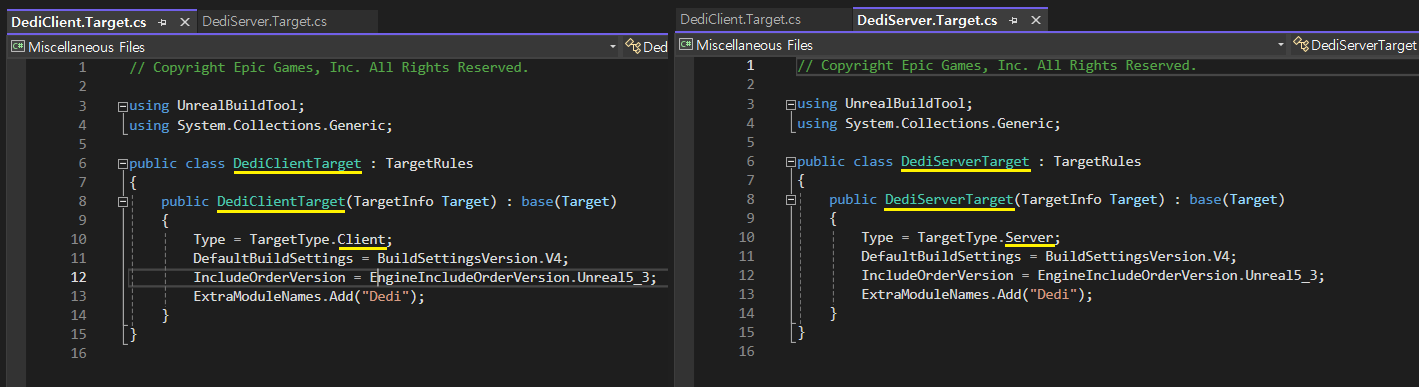 DediClient.Target.cs
DediServer.Target.cs
C# Miscellaneous Files
Ded
1
// Copyright Epic Games, Inc. All Rights Reserved.
2
3
using UnrealBuildTool;
4
using System.Collections.Generic;
5
6
public class DediClientTarget : TargetRules
7
{
8
public DediClientTarget(TargetInfo Target) : base(Target)
9
{
10
Type = TargetType.Client;
11
DefaultBuildSettings = BuildSettingsVersion.V4;
12
IncludeOrderVersion = EngineIncludeOrderVersion.Unreal5_3;
13
ExtraModuleNames.Add("Dedi");
14
}
15
}
16
DediClient.Target.cs
DediServer.Target.cs
C# Miscellaneous Files
DediServerTarget
1
// Copyright Epic Games, Inc. All Rights Reserved.
2
3
using UnrealBuildTool;
4
using System.Collections.Generic;
5
6
public class DediServerTarget : TargetRules
7
{
8
public DediServerTarget(TargetInfo Target) : base(Target)
9
{
10
Type = TargetType.Server;
11
DefaultBuildSettings = BuildSettingsVersion.V4;
12
IncludeOrderVersion = EngineIncludeOrderVersion.Unreal5_3;
13
ExtraModuleNames.Add("Dedi");
14
}
15
}
16